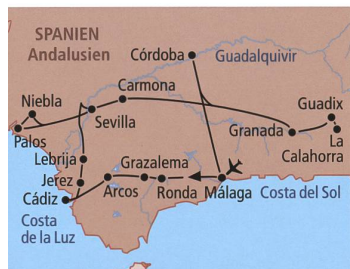 SPANIEN
Andalusien
Córdoba
Guadalquivir
Carmona
Niebla
Guadix
Sevilla
Palos
Granada
La
Calahorra
Lebrija
Grazalema
Jerez
Cádiz
Arcos
Ronda
Málaga
Costa del Sol
Costa
de la Luz